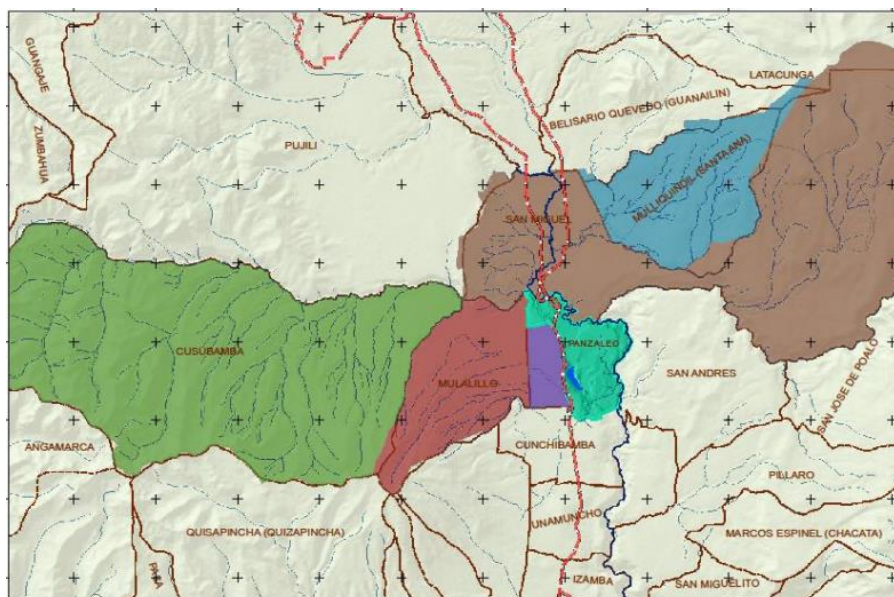 GUANGAJE
LATACUNGA
BELISARIO QUEVEDO (GUANAILIN)
ZUMBAHUA
PUJILI
MULLIQUINDIL (SANTA ANA)
SAN MIGUEL
PANZALEO
CUSUBAMBA
SAN ANDRES
MULALILLO
SAN JOSE DE POALO
ANGAMARCA
CUNCHIBAMBA
PILLARO
UNAMUNCHO
QUISAPINCHA (QUIZAPINCHA)
MARCOS ESPINEL (CHACATA)
PASA
IZAMBA
SAN MIGUELITO